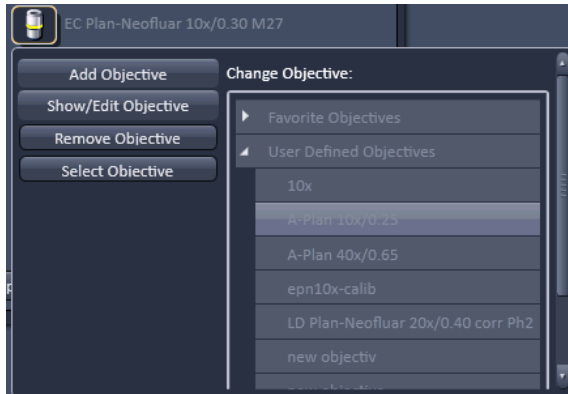 EC Plan-Neofluar 10x/0.30 M27
Add Objective
Show/Edit Objective
Remove Objective
Select Objective
Change Objective:
Favorite Objectives
User Defined Objectives
10x
A-Plan 10x/0.25
A-Plan 40x/0.65
epn10x-calib
LD Plan-Neofluar 20x/0.40 corr Ph2
new objectiv